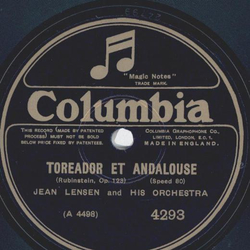 "Magic Notes"
TRADE MARK.
Columbia
THIS RECORD (MADE BY PATENTED
PROCESS) MUST NOT BE SOLD
BELOW PRICE FIXED BY PATENTEES.
COLUMBIA GRAPHOPHONE CO.
LIMITED, LONDON, E.C.1,
MADE IN ENGLAND.
TOREADOR ET ANDALOUSE
(Rubinstein, Op. 123) (Speed 80)
JEAN LENSEN and HIS ORCHESTRA
(A 4498) 4293